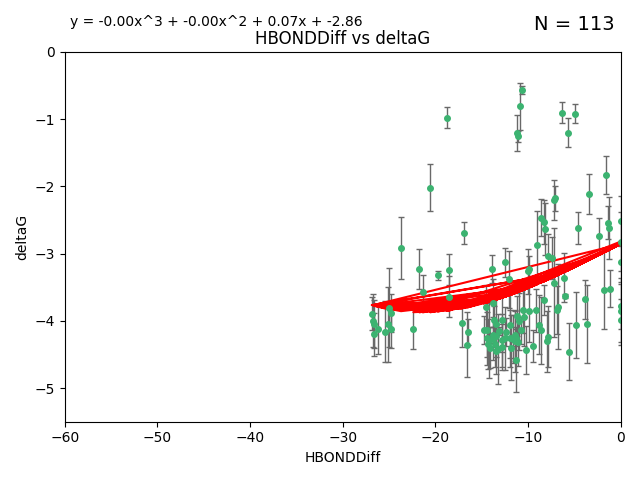 y = -0.00x^3 + -0.00x^2 + 0.07x + -2.86
N = 113
HBONDDiff vs deltaG
0
−1
−2
−3
−4
−5
deltaG
−60
−50
−40
−30
−20
−10
0
HBONDDiff